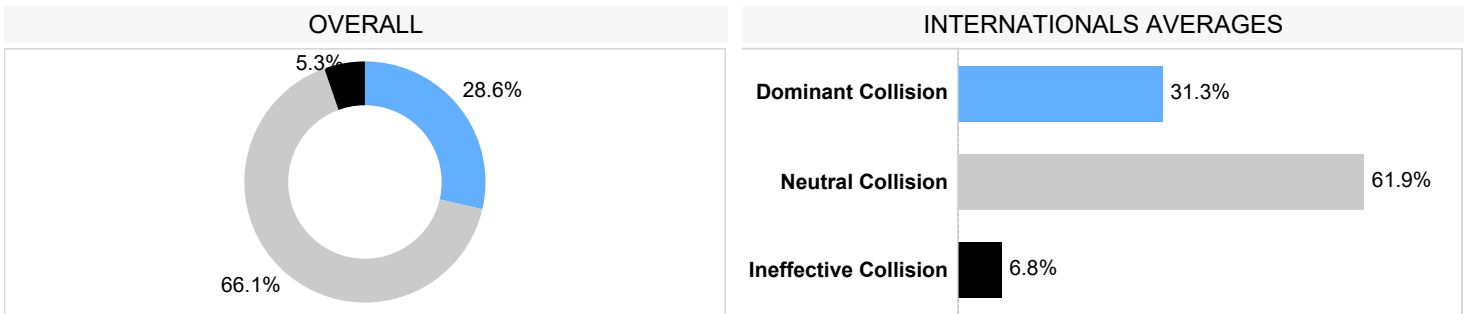 OVERALL
5.3%
28.6%
66.1%
INTERNATIONALS AVERAGES
Dominant Collision 31.3%
Neutral Collision 61.9%
Ineffective Collision 6.8%